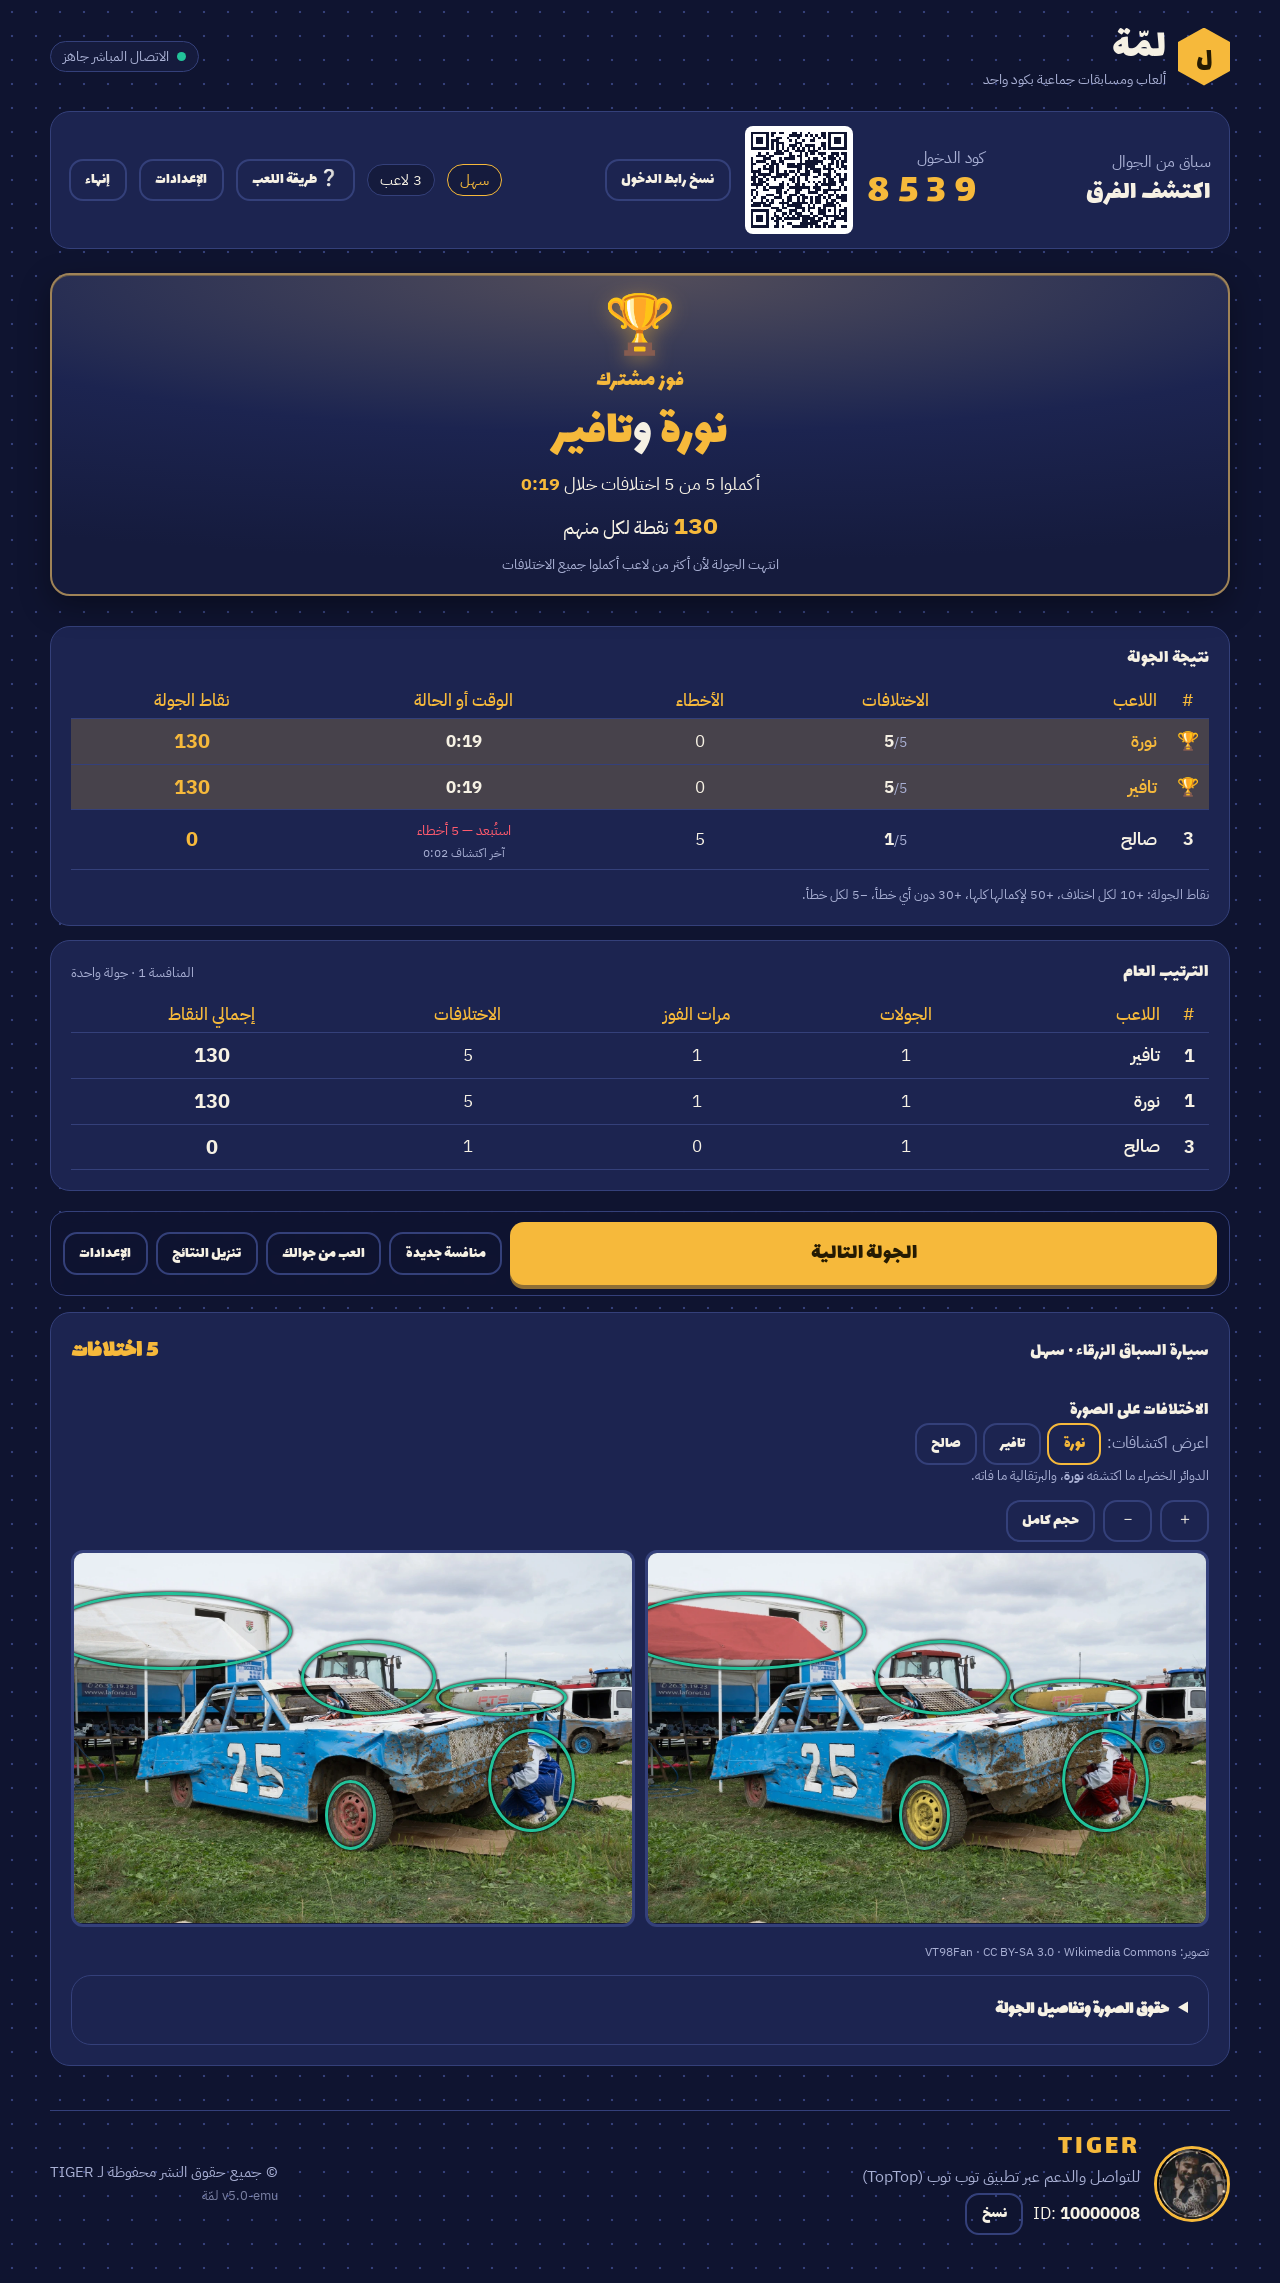 ل
لمّة
ألعاب ومسابقات جماعية بكود واحد
الاتصال المباشر جاهز
سباق من الجوال
اكتشف الفرق
كود الدخول
8539
نسخ رابط الدخول
سهل
3 لاعب
❔ طريقة اللعب
الإعدادات
إنهاء
فوز مشترك
نورة وتافير
أكملوا 5 من 5 اختلافات خلال 0:19
130 نقطة لكل منهم
انتهت الجولة لأن أكثر من لاعب أكملوا جميع الاختلافات
نتيجة الجولة
# اللاعب الاختلافات الأخطاء الوقت أو الحالة نقاط الجولة
نورة 5/5 0 0:19 130
تافير 5/5 0 0:19 130
3 صالح 1/5 5 استُبعد — 5 أخطاء 0
آخر اكتشاف 0:02
نقاط الجولة: +10 لكل اختلاف، +50 لإكمالها كلها، +30 دون أي خطأ، −5 لكل خطأ.
الترتيب العام
المنافسة 1 · جولة واحدة
# اللاعب الجولات مرات الفوز الاختلافات إجمالي النقاط
1 تافير 1 1 5 130
1 نورة 1 1 5 130
3 صالح 1 0 1 0
الجولة التالية
منافسة جديدة
العب من جوالك
تنزيل النتائج
الإعدادات
سيارة السباق الزرقاء · سهل
5 اختلافات
الاختلافات على الصورة
اعرض اكتشافات: نورة تافير صالح
الدوائر الخضراء ما اكتشفه نورة، والبرتقالية ما فاته.
+ − حجم كامل
25
25
تصوير: VT98Fan · CC BY-SA 3.0 · Wikimedia Commons
حقوق الصورة وتفاصيل الجولة
TIGER
للتواصل والدعم عبر تطبيق توب توب (TopTop)
ID: 10000008
نسخ
© جميع حقوق النشر محفوظة لـ TIGER
لمّة v5.0-emu